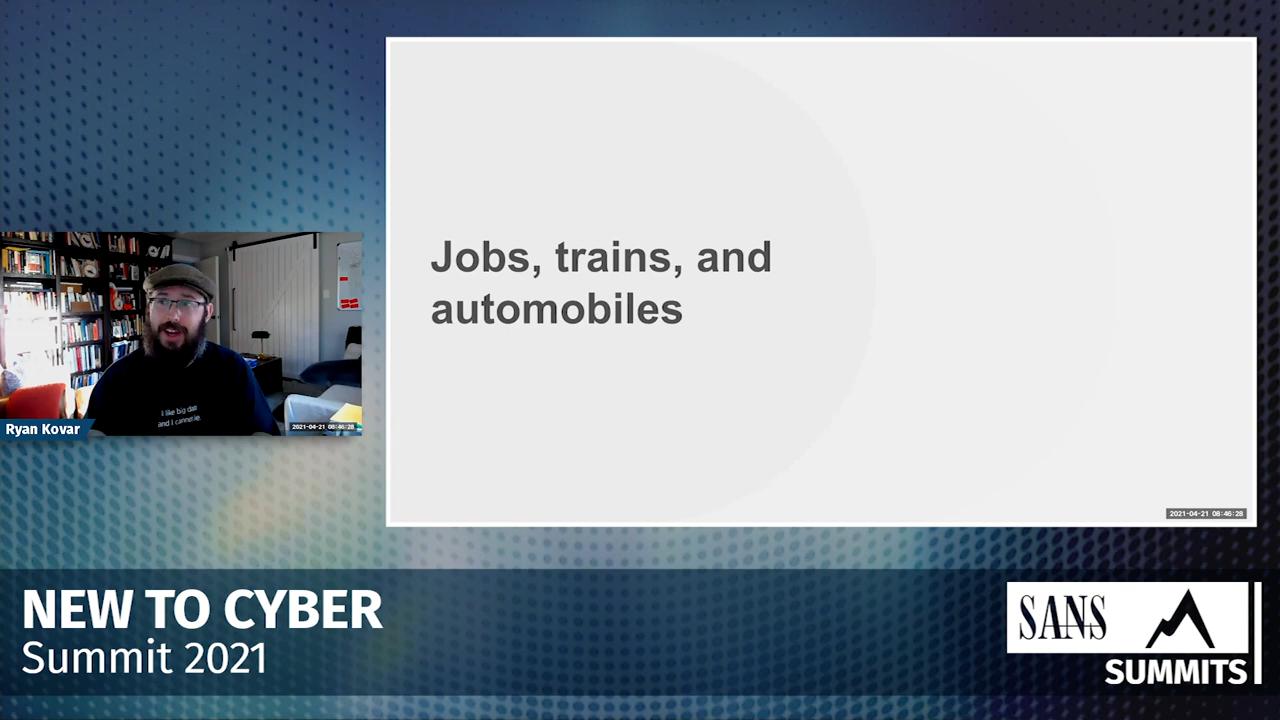 Jobs, trains, and
automobiles
I like big data
and I cannot lie.
Ryan Kovar
2021-04-21 08:46:28
2021-04-21 08:46:28
NEW TO CYBER
Summit 2021
SANS
SUMMITS